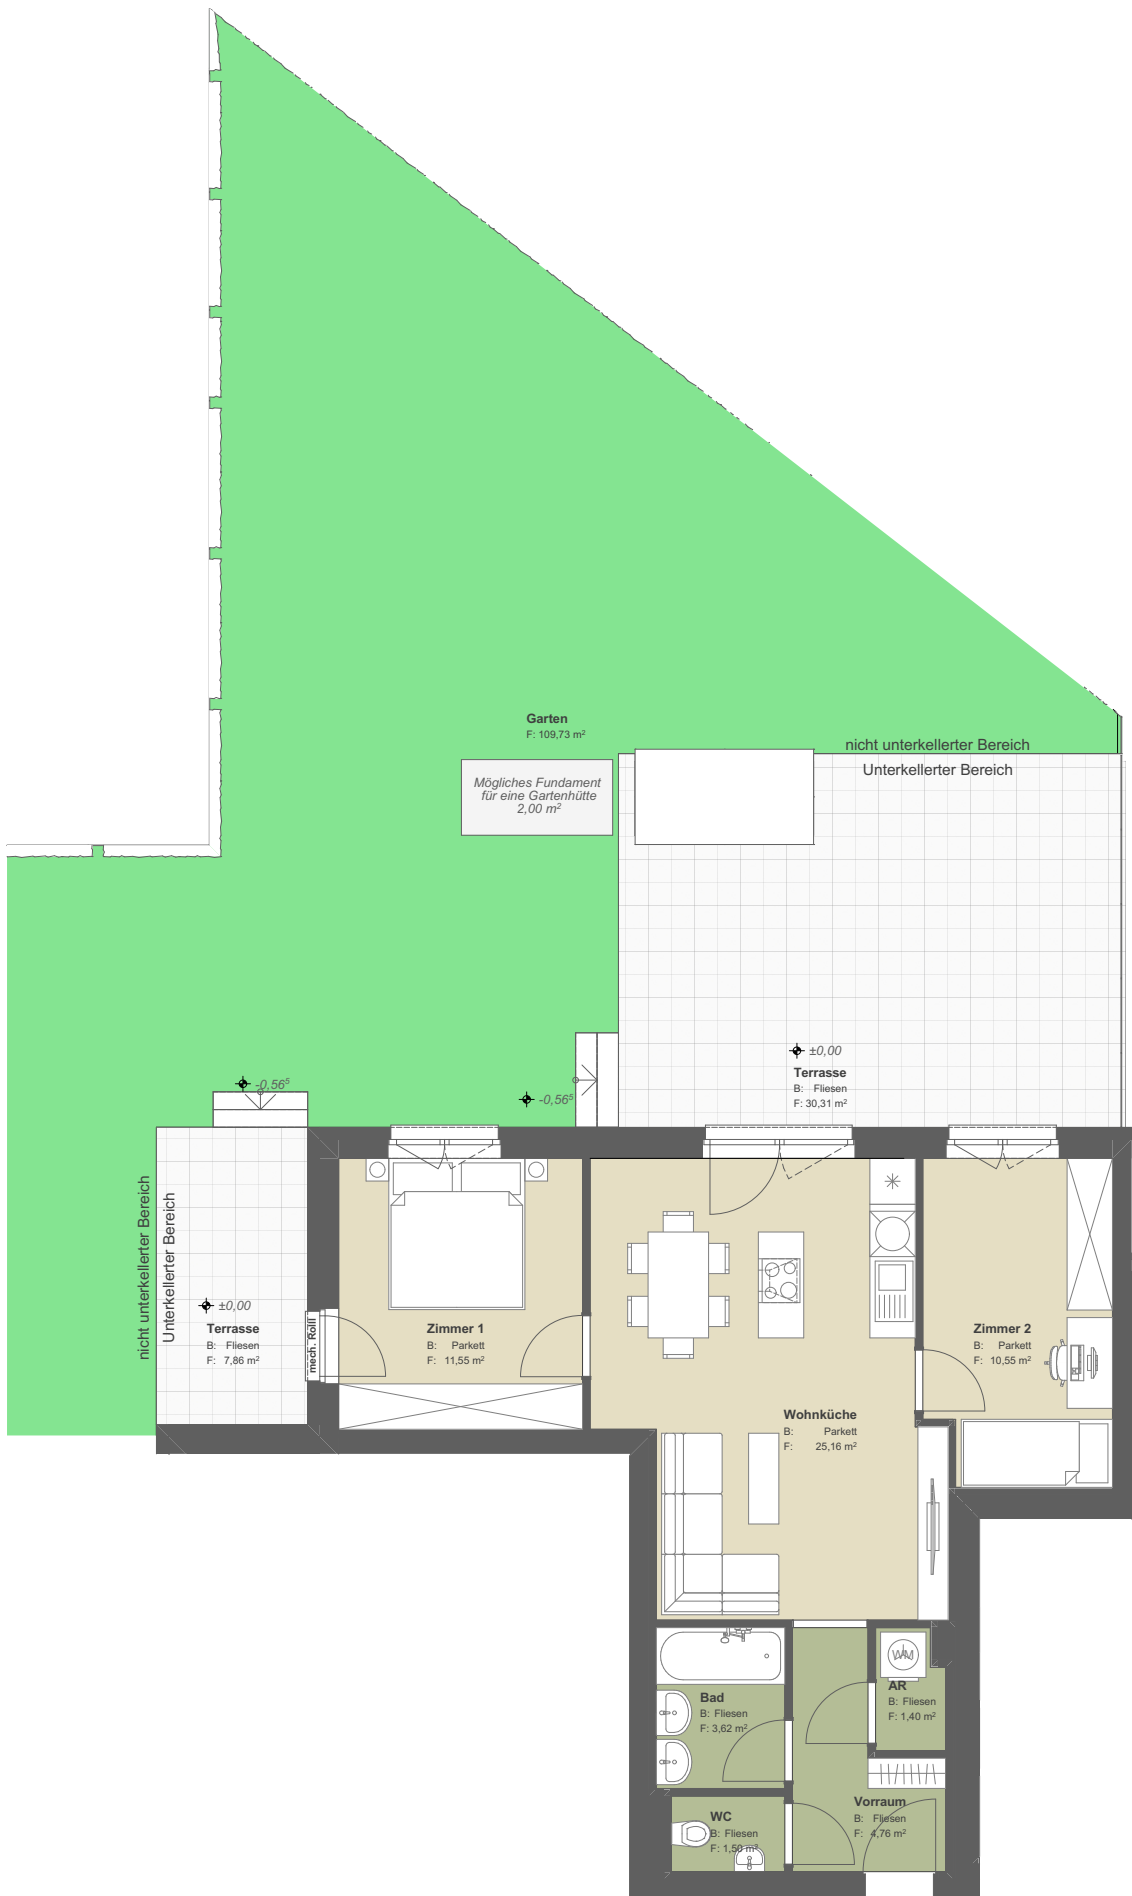 Garten
F: 109,73 m²
nicht unterkellerter Bereich
Unterkellerter Bereich
Mögliches Fundament
für eine Gartenhütte
2,00 m²
±0,00
Terrasse
B: Fliesen
F: 30,31 m²
-0,56⁵
-0,56⁵
nicht unterkellerter Bereich
Unterkellerter Bereich
±0,00
Terrasse
B: Fliesen
F: 7,86 m²
mech. Rolll
Zimmer 1
B: Parkett
F: 11,55 m²
Zimmer 2
B: Parkett
F: 10,55 m²
Wohnküche
B: Parkett
F: 25,16 m²
WM
AR
B: Fliesen
F: 1,40 m²
Bad
B: Fliesen
F: 3,62 m²
Vorraum
B: Fliesen
F: 4,76 m²
WC
B: Fliesen
F: 1,50 m²